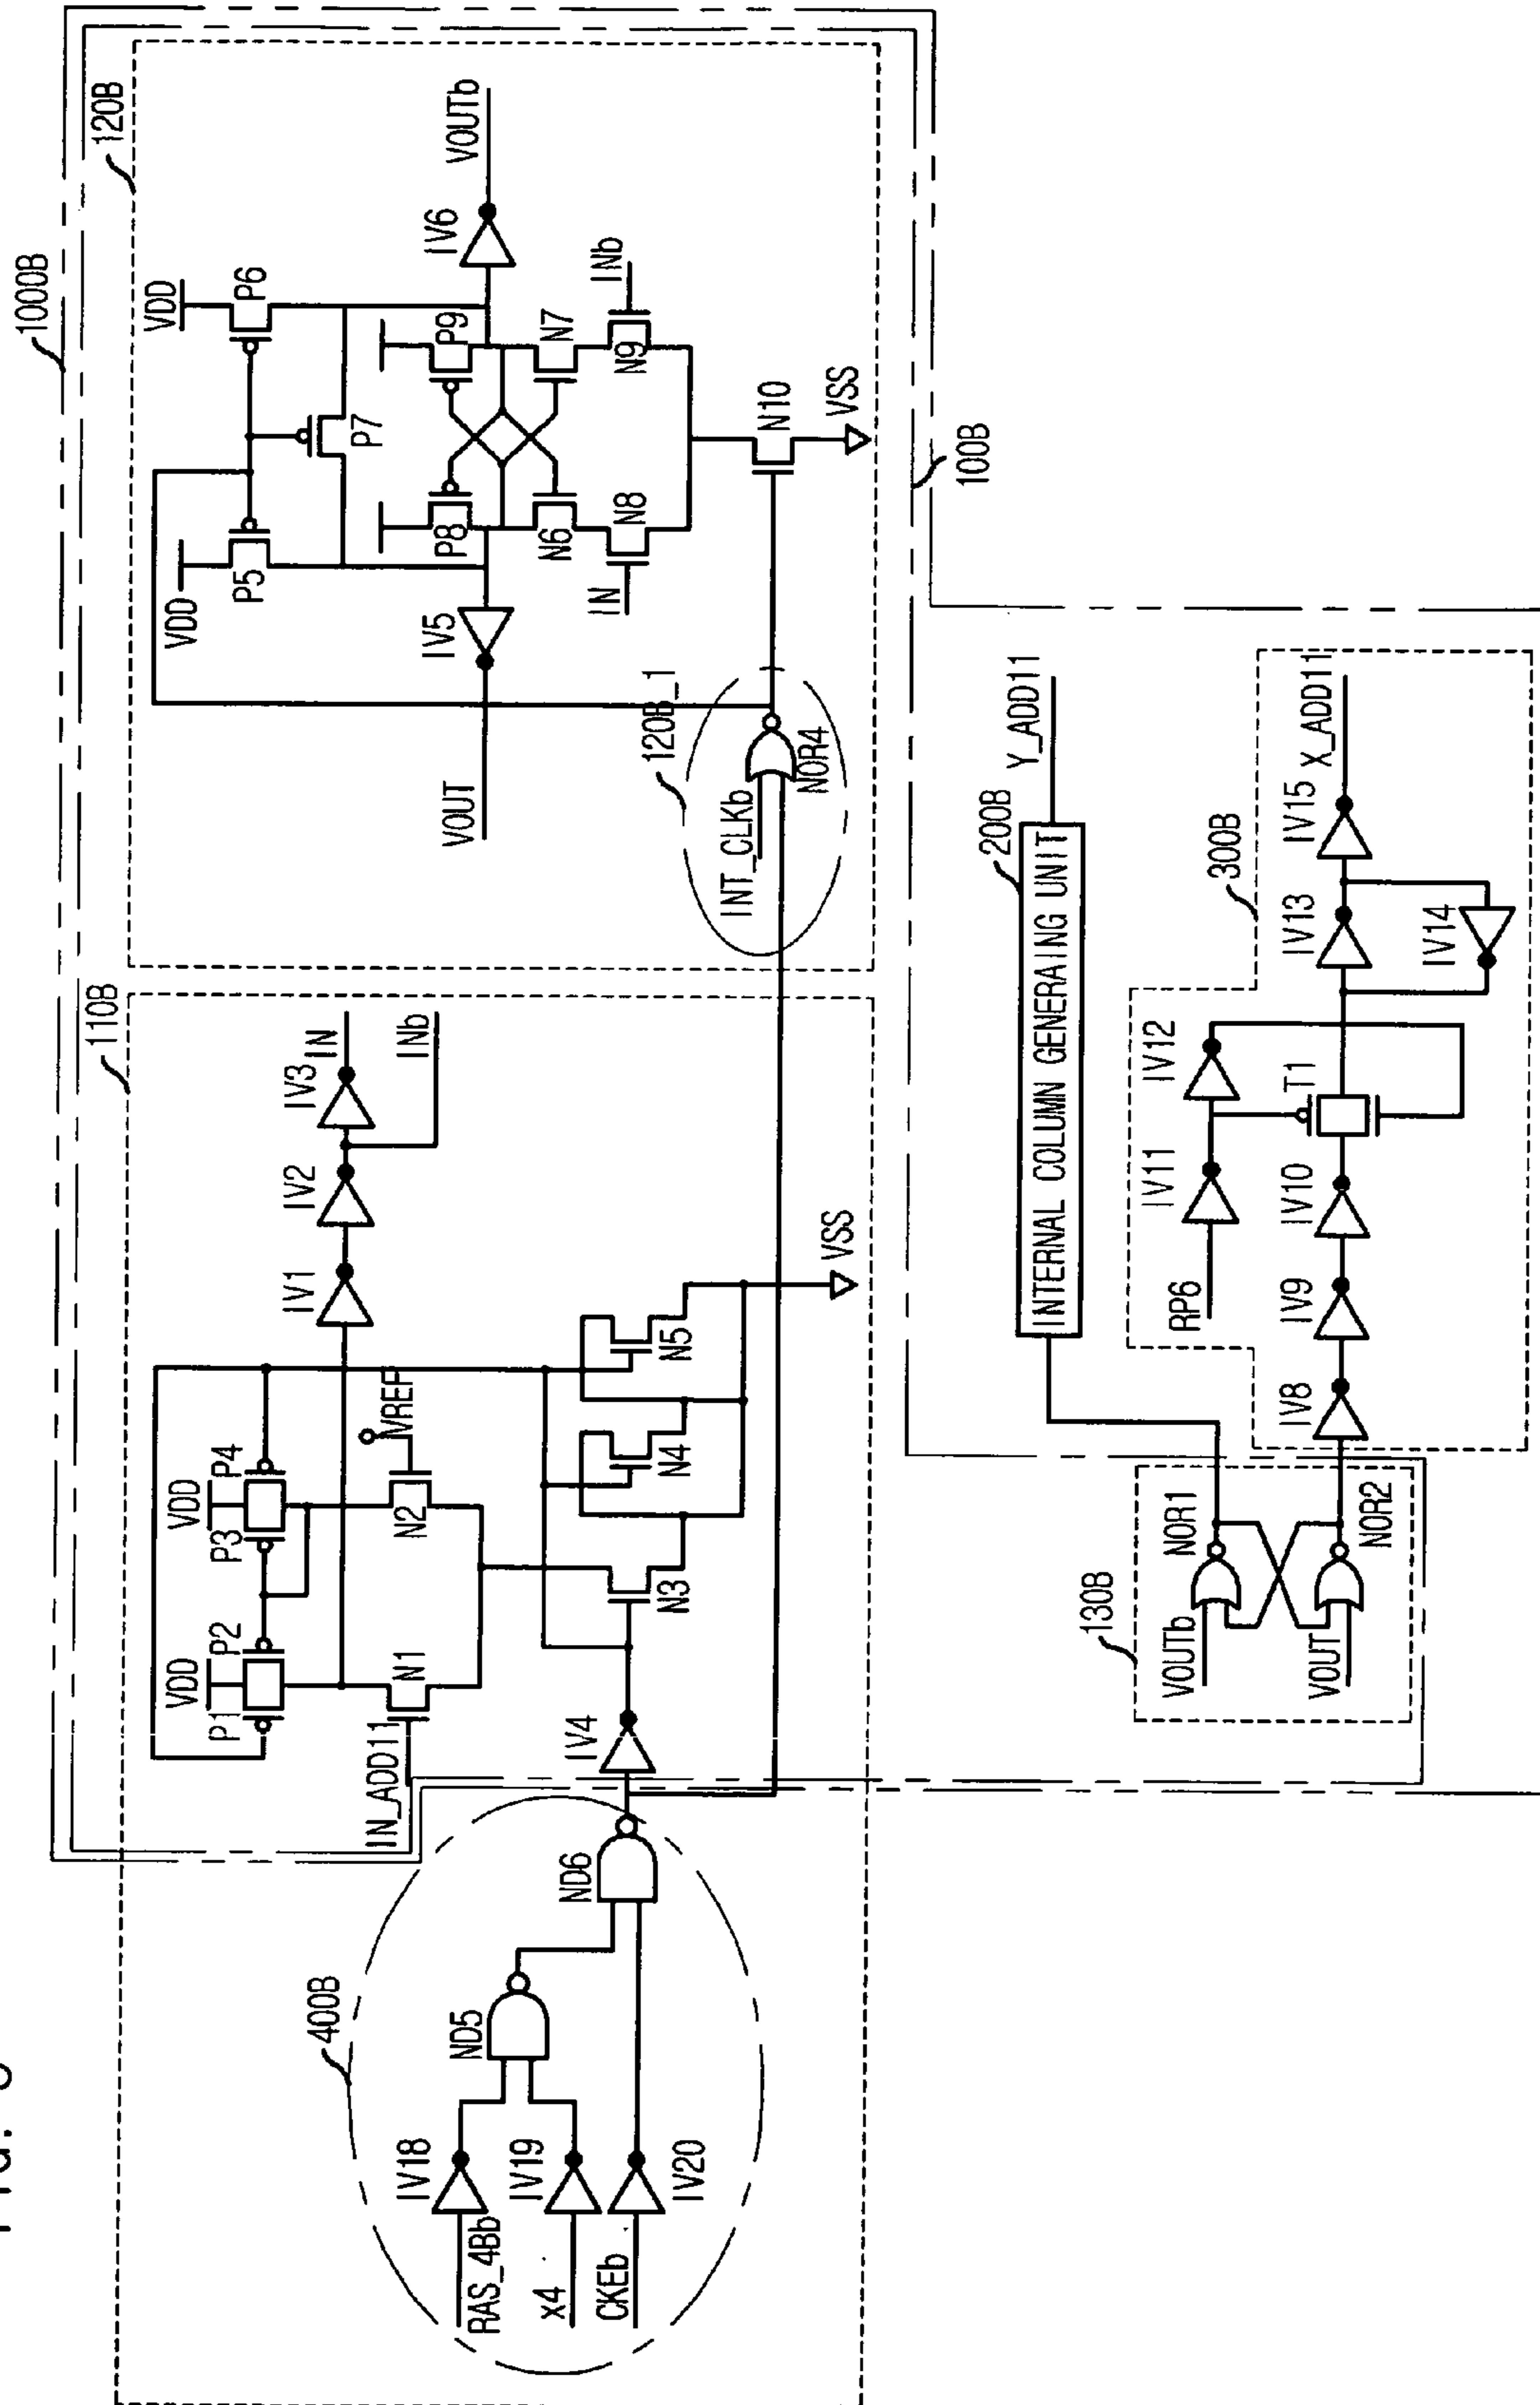 1000B
120B
VDD
P6
VDD
P5
P7
IV6
VOUTb
P9
P8
N7
N6
INb
N9
N8
IN
IV5
VOUT
N10
VSS
120B_1
INT_CLKb
NOR4
100B
110B
IV3
IN
INb
IV2
IV1
VDD
P4
P3
VDD
P2
P1
VREF
N2
N1
IN_ADD11
N5
N4
N3
VSS
IV4
400B
ND6
ND5
IV18
RAS_4Bb
IV19
x4
IV20
CKEb
200B
INTERNAL COLUMN GENERAING UNIT
Y_ADD11
300B
IV15
X_ADD11
IV13
IV14
IV12
T1
IV11
RP6
IV10
IV9
IV8
130B
NOR1
NOR2
VOUTb
VOUT